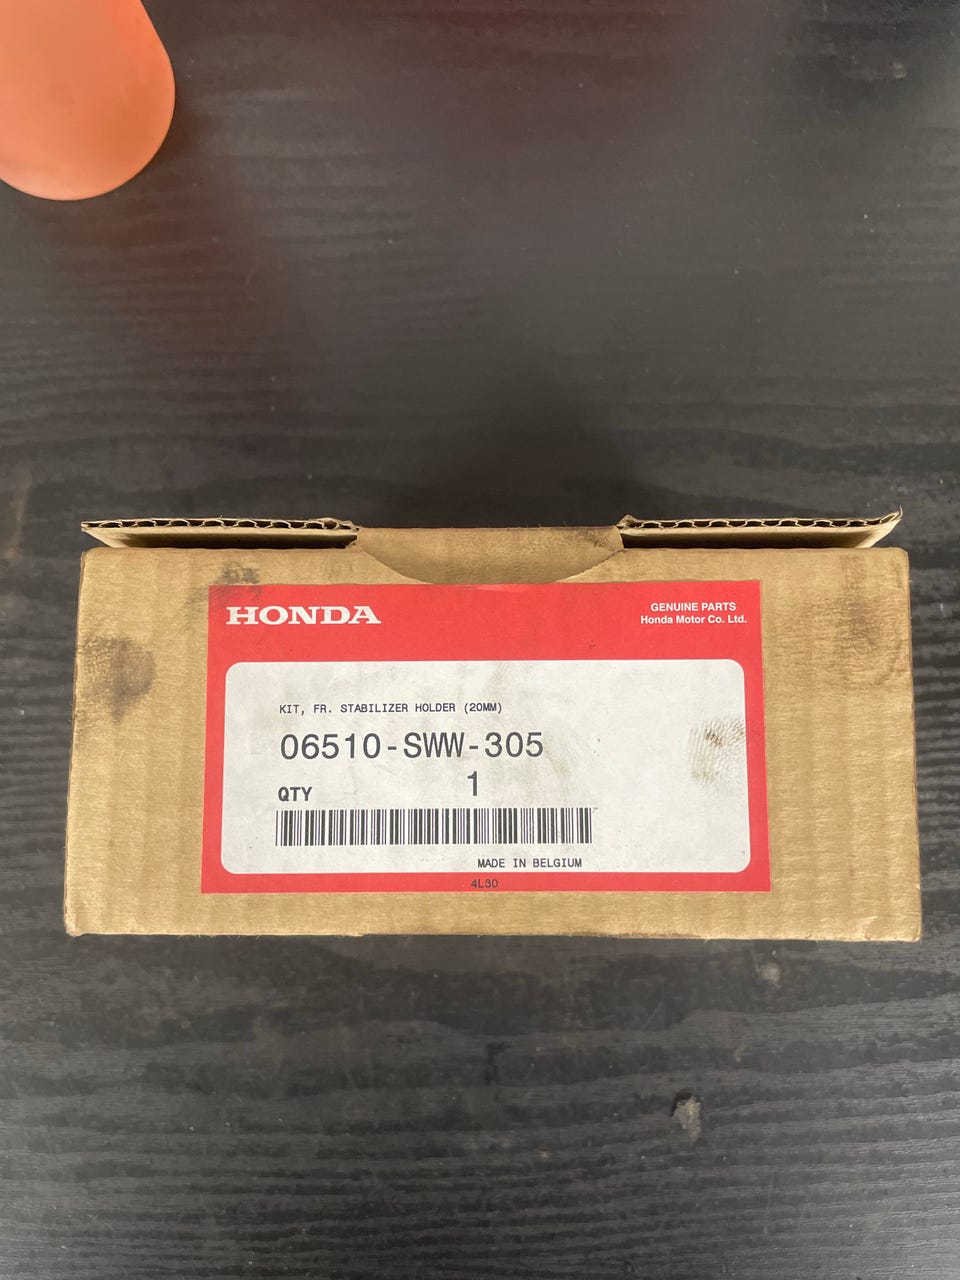 HONDA
GENUINE PARTS
Honda Motor Co. Ltd.
KIT, FR. STABILIZER HOLDER (20MM)
06510-SWW-305
QTY 1
MADE IN BELGIUM
4L30